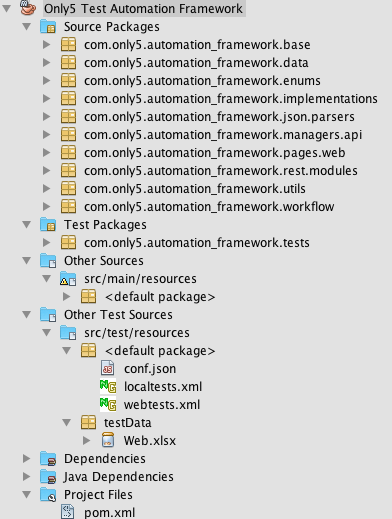 Only5 Test Automation Framework
Source Packages
com.only5.automation_framework.base
com.only5.automation_framework.data
com.only5.automation_framework.enums
com.only5.automation_framework.implementations
com.only5.automation_framework.json.parsers
com.only5.automation_framework.managers.api
com.only5.automation_framework.pages.web
com.only5.automation_framework.rest.modules
com.only5.automation_framework.utils
com.only5.automation_framework.workflow
Test Packages
com.only5.automation_framework.tests
Other Sources
src/main/resources
<default package>
Other Test Sources
src/test/resources
<default package>
conf.json
localtests.xml
webtests.xml
testData
Web.xlsx
Dependencies
Java Dependencies
Project Files
pom.xml